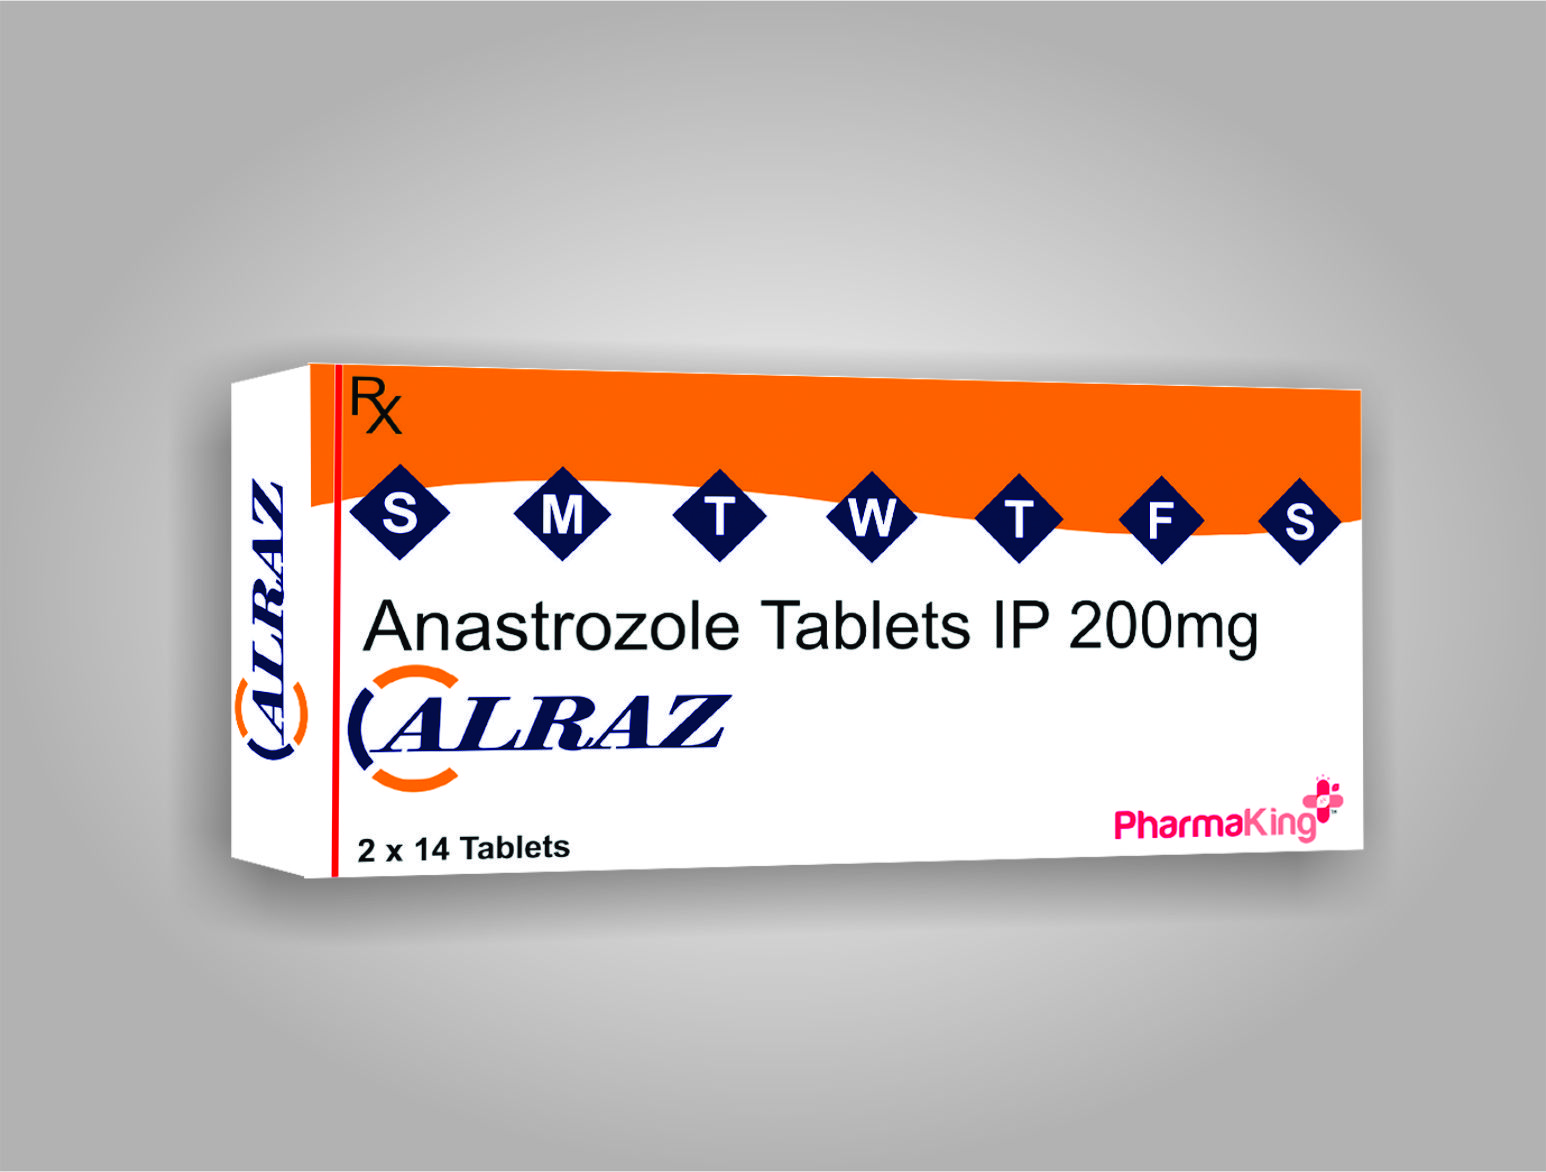 ALRAZ
Rx
S M T W T F S
Anastrozole Tablets IP 200mg
ALRAZ
2 x 14 Tablets
PharmaKing